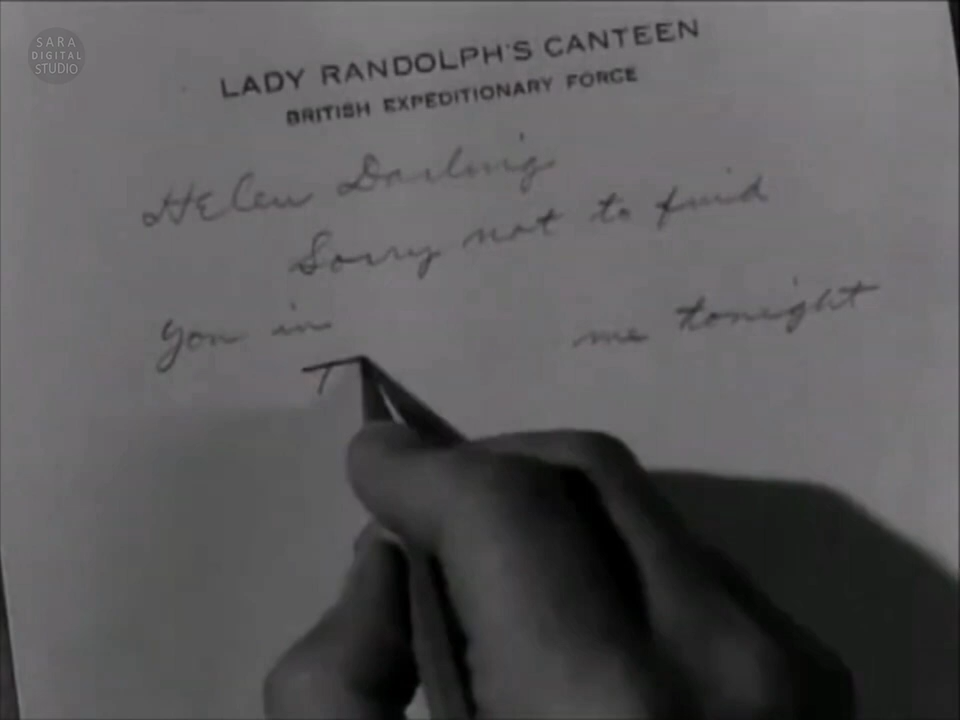 SARA
DIGITAL
STUDIO
LADY RANDOLPH'S CANTEEN
BRITISH EXPEDITIONARY FORCE
Helen Darling
Sorry not to find
you in me tonight
T